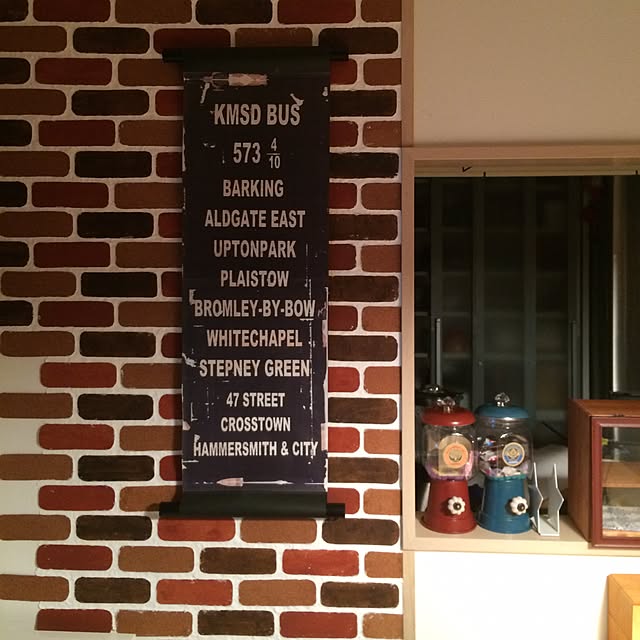 KMSD BUS
573 4/10
BARKING
ALDGATE EAST
UPTONPARK
PLAISTOW
BROMLEY-BY-BOW
WHITECHAPEL
STEPNEY GREEN
47 STREET
CROSSTOWN
HAMMERSMITH & CITY